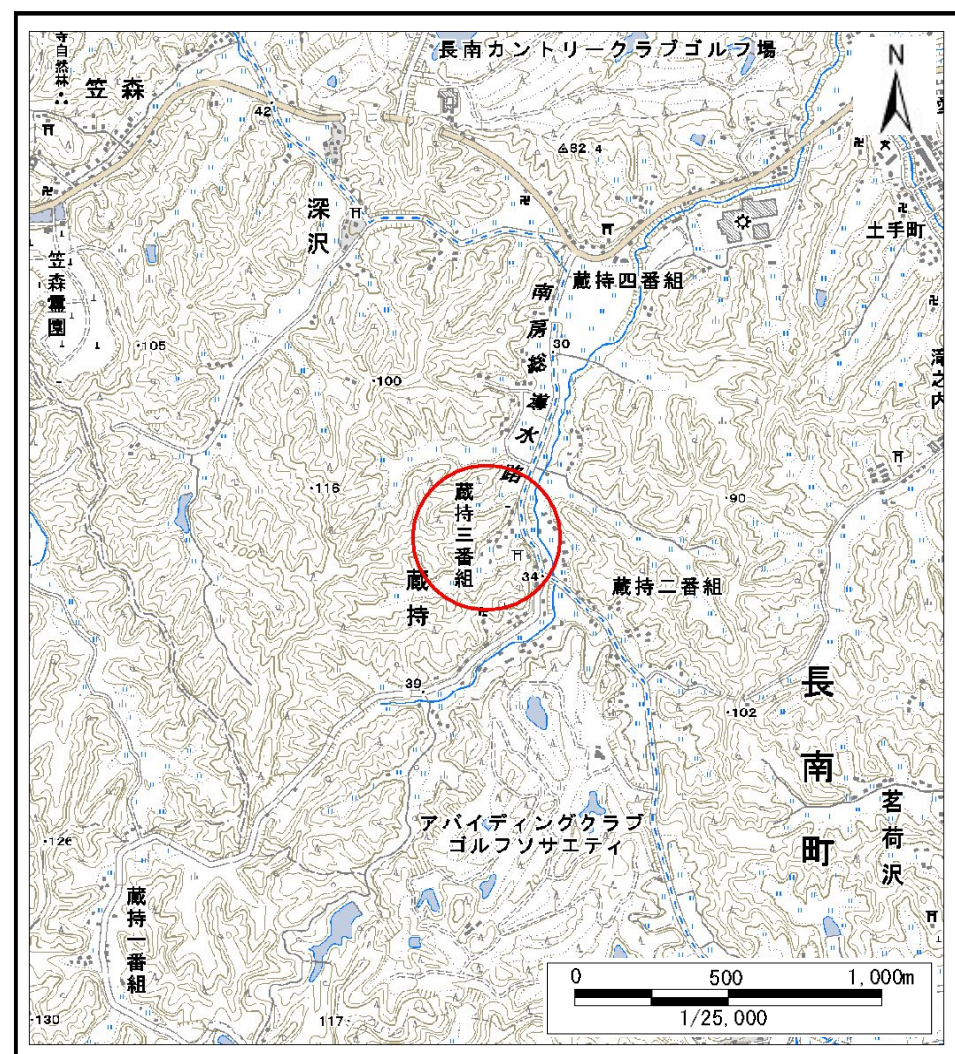 長南カントリークラブゴルフ場
寺自然林
笠森
N
42
82.4
深沢
土手町
笠森霊園
蔵持四番組
105
南房総導水路
30
100
滝之内
116
蔵持三番組
90
34
蔵持
蔵持二番組
39
長南町
102
アバイディングクラブ
ゴルフソサエティ
茗荷沢
126
蔵持一番組
130
117
0 500 1,000m
1/25,000